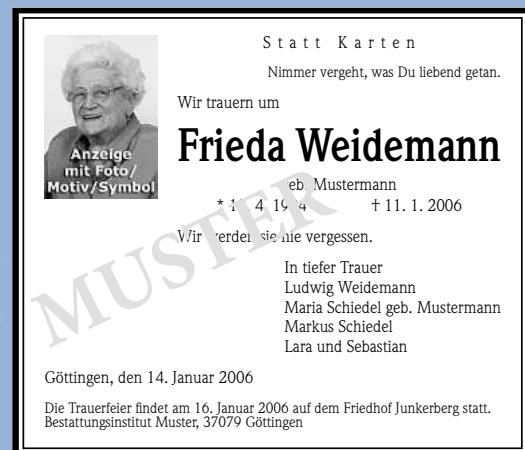 Statt Karten
Nimmer vergeht, was Du liebend getan.
Wir trauern um
Anzeige
mit Foto/
Motiv/Symbol
Frieda Weidemann
geb. Mustermann
† 11. 1. 2006
Wir werden sie nie vergessen.
MUSTER
In tiefer Trauer
Ludwig Weidemann
Maria Schiedel geb. Mustermann
Markus Schiedel
Lara und Sebastian
Göttingen, den 14. Januar 2006
Die Trauerfeier findet am 16. Januar 2006 auf dem Friedhof Junkerberg statt.
Bestattungsinstitut Muster, 37079 Göttingen